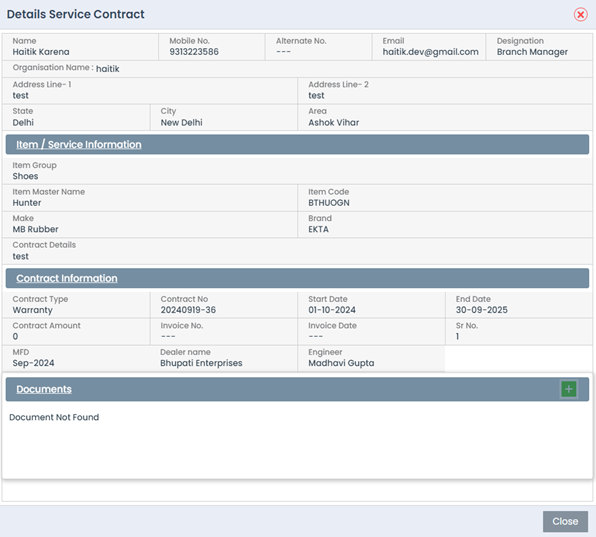 Details Service Contract
Name Mobile No. Alternate No. Email Designation
Haitik Karena 9313223586 --- haitik.dev@gmail.com Branch Manager
Organisation Name : haitik
Address Line- 1 Address Line- 2
test test
State City Area
Delhi New Delhi Ashok Vihar
Item / Service Information
Item Group
Shoes
Item Master Name Item Code
Hunter BTHUOGN
Make Brand
MB Rubber EKTA
Contract Details
test
Contract Information
Contract Type Contract No Start Date End Date
Warranty 20240919-36 01-10-2024 30-09-2025
Contract Amount Invoice No. Invoice Date Sr No.
0 --- --- 1
MFD Dealer name Engineer
Sep-2024 Bhupati Enterprises Madhavi Gupta
Documents
Document Not Found
Close